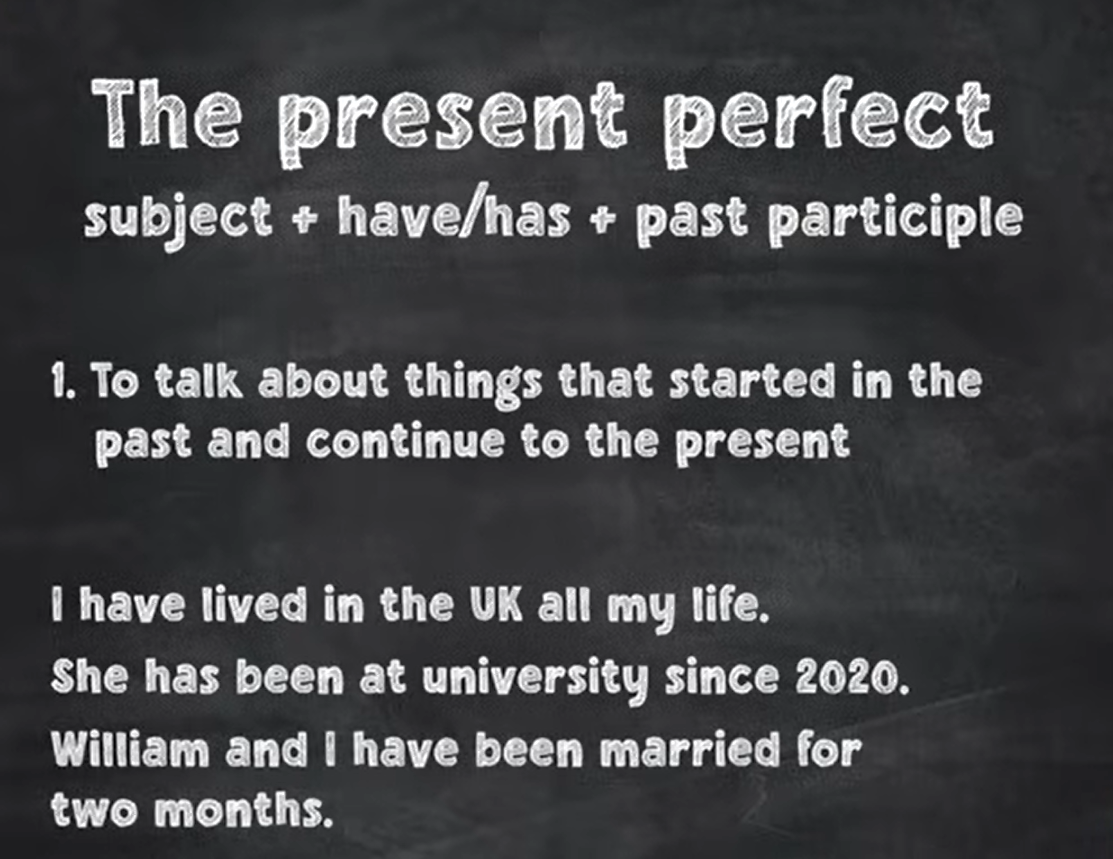 The present perfect
subject + have/has + past participle
1. To talk about things that started in the
past and continue to the present
I have lived in the UK all my life.
She has been at university since 2020.
William and I have been married for
two months.